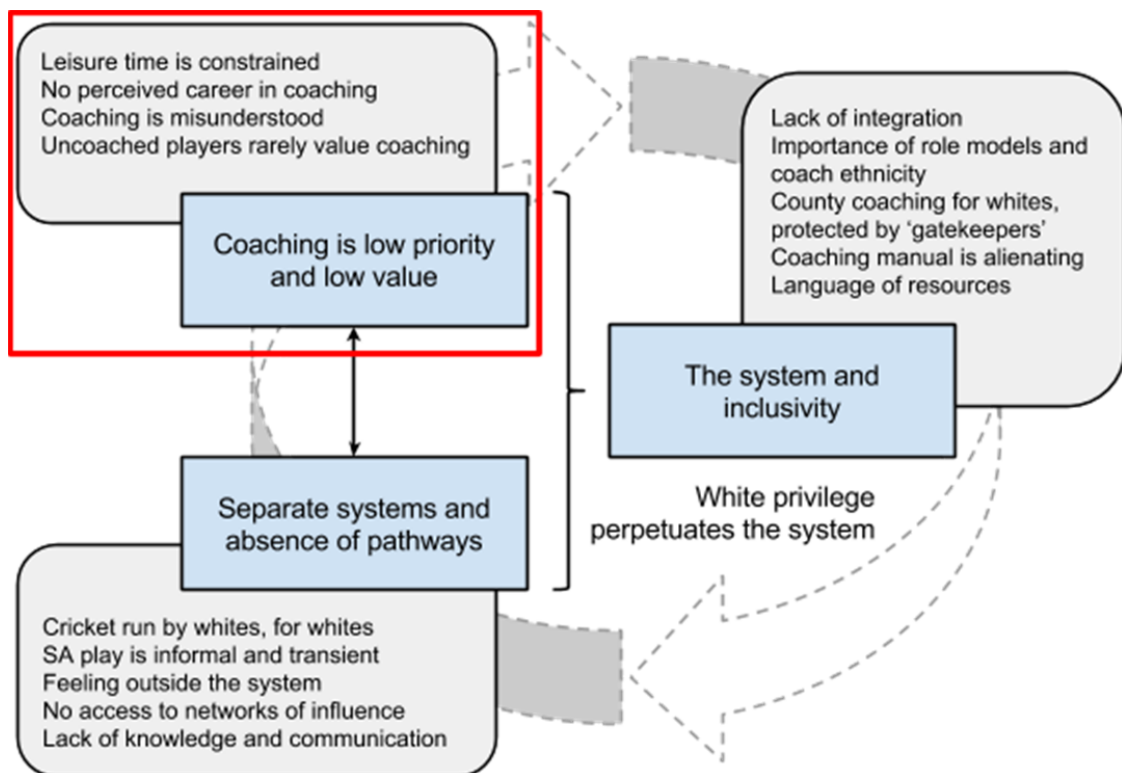 Leisure time is constrained
No perceived career in coaching
Coaching is misunderstood
Uncoached players rarely value coaching
Coaching is low priority
and low value
Lack of integration
Importance of role models and
coach ethnicity
County coaching for whites,
protected by ‘gatekeepers’
Coaching manual is alienating
Language of resources
The system and
inclusivity
White privilege
perpetuates the system
Separate systems and
absence of pathways
Cricket run by whites, for whites
SA play is informal and transient
Feeling outside the system
No access to networks of influence
Lack of knowledge and communication